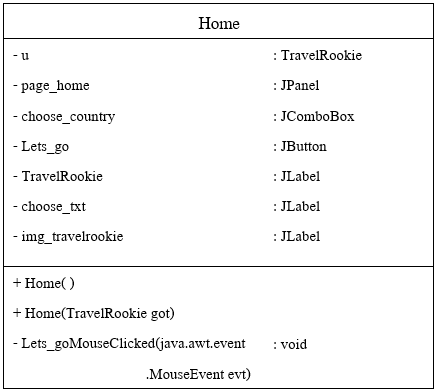 Home
- u : TravelRookie
- page_home : JPanel
- choose_country : JComboBox
- Lets_go : JButton
- TravelRookie : JLabel
- choose_txt : JLabel
- img_travelrookie : JLabel
+ Home( )
+ Home(TravelRookie got)
- Lets_goMouseClicked(java.awt.event : void
.MouseEvent evt)